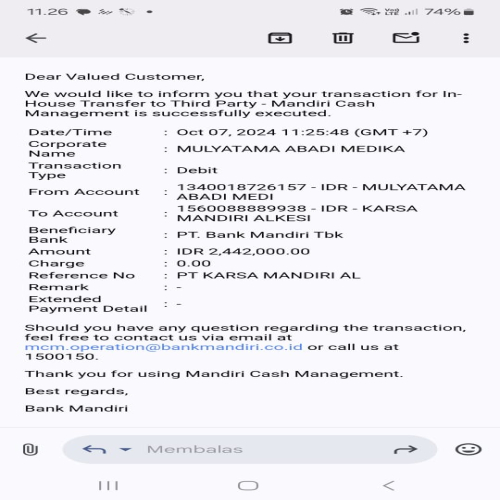 11.26 74%
Dear Valued Customer,
We would like to inform you that your transaction for In-
House Transfer to Third Party - Mandiri Cash
Management is successfully executed.
Date/Time : Oct 07, 2024 11:25:48 (GMT +7)
Corporate
Name : MULYATAMA ABADI MEDIKA
Transaction
Type : Debit
From Account : 1340018726157 - IDR - MULYATAMA
ABADI MEDI
To Account : 1560088889938 - IDR - KARSA
MANDIRI ALKESI
Beneficiary
Bank : PT. Bank Mandiri Tbk
Amount : IDR 2,442,000.00
Charge : 0.00
Reference No : PT KARSA MANDIRI AL
Remark : -
Extended
Payment Detail : -
Should you have any question regarding the transaction,
feel free to contact us via email at
mcm.operation@bankmandiri.co.id or call us at
1500150.
Thank you for using Mandiri Cash Management.
Best regards,
Bank Mandiri
Membalas